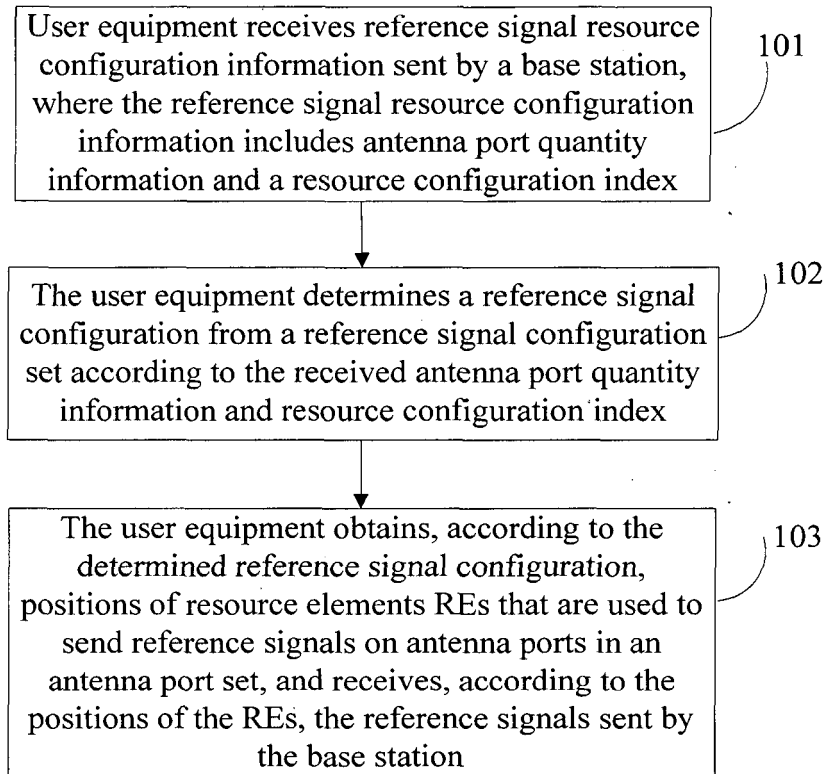 User equipment receives reference signal resource
configuration information sent by a base station,
where the reference signal resource configuration
information includes antenna port quantity
information and a resource configuration index
101
The user equipment determines a reference signal
configuration from a reference signal configuration
set according to the received antenna port quantity
information and resource configuration index
102
The user equipment obtains, according to the
determined reference signal configuration,
positions of resource elements REs that are used to
send reference signals on antenna ports in an
antenna port set, and receives, according to the
positions of the REs, the reference signals sent by
the base station
103